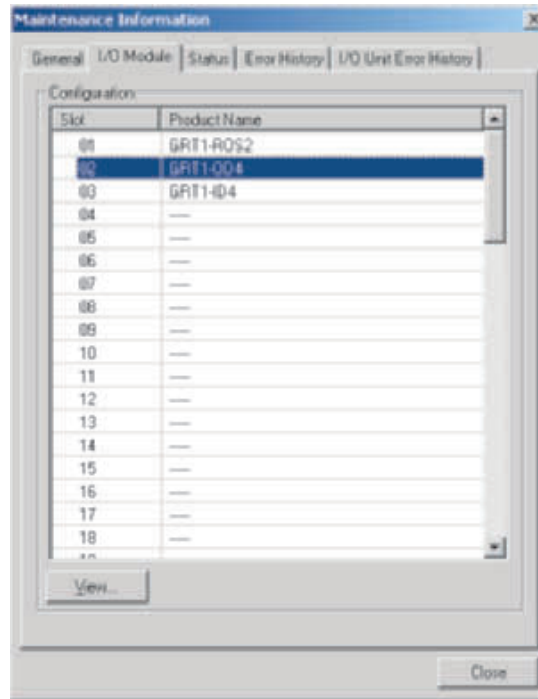 Maintenance Information
General I/O Module Status Error History I/O Unit Error History
Configuration
Slot Product Name
01 GRT1-ROS2
02 GRT1-OD4
03 GRT1-ID4
04 ----
05 ----
06 ----
07 ----
08 ----
09 ----
10 ----
11 ----
12 ----
13 ----
14 ----
15 ----
16 ----
17 ----
18 ----
View...
Close